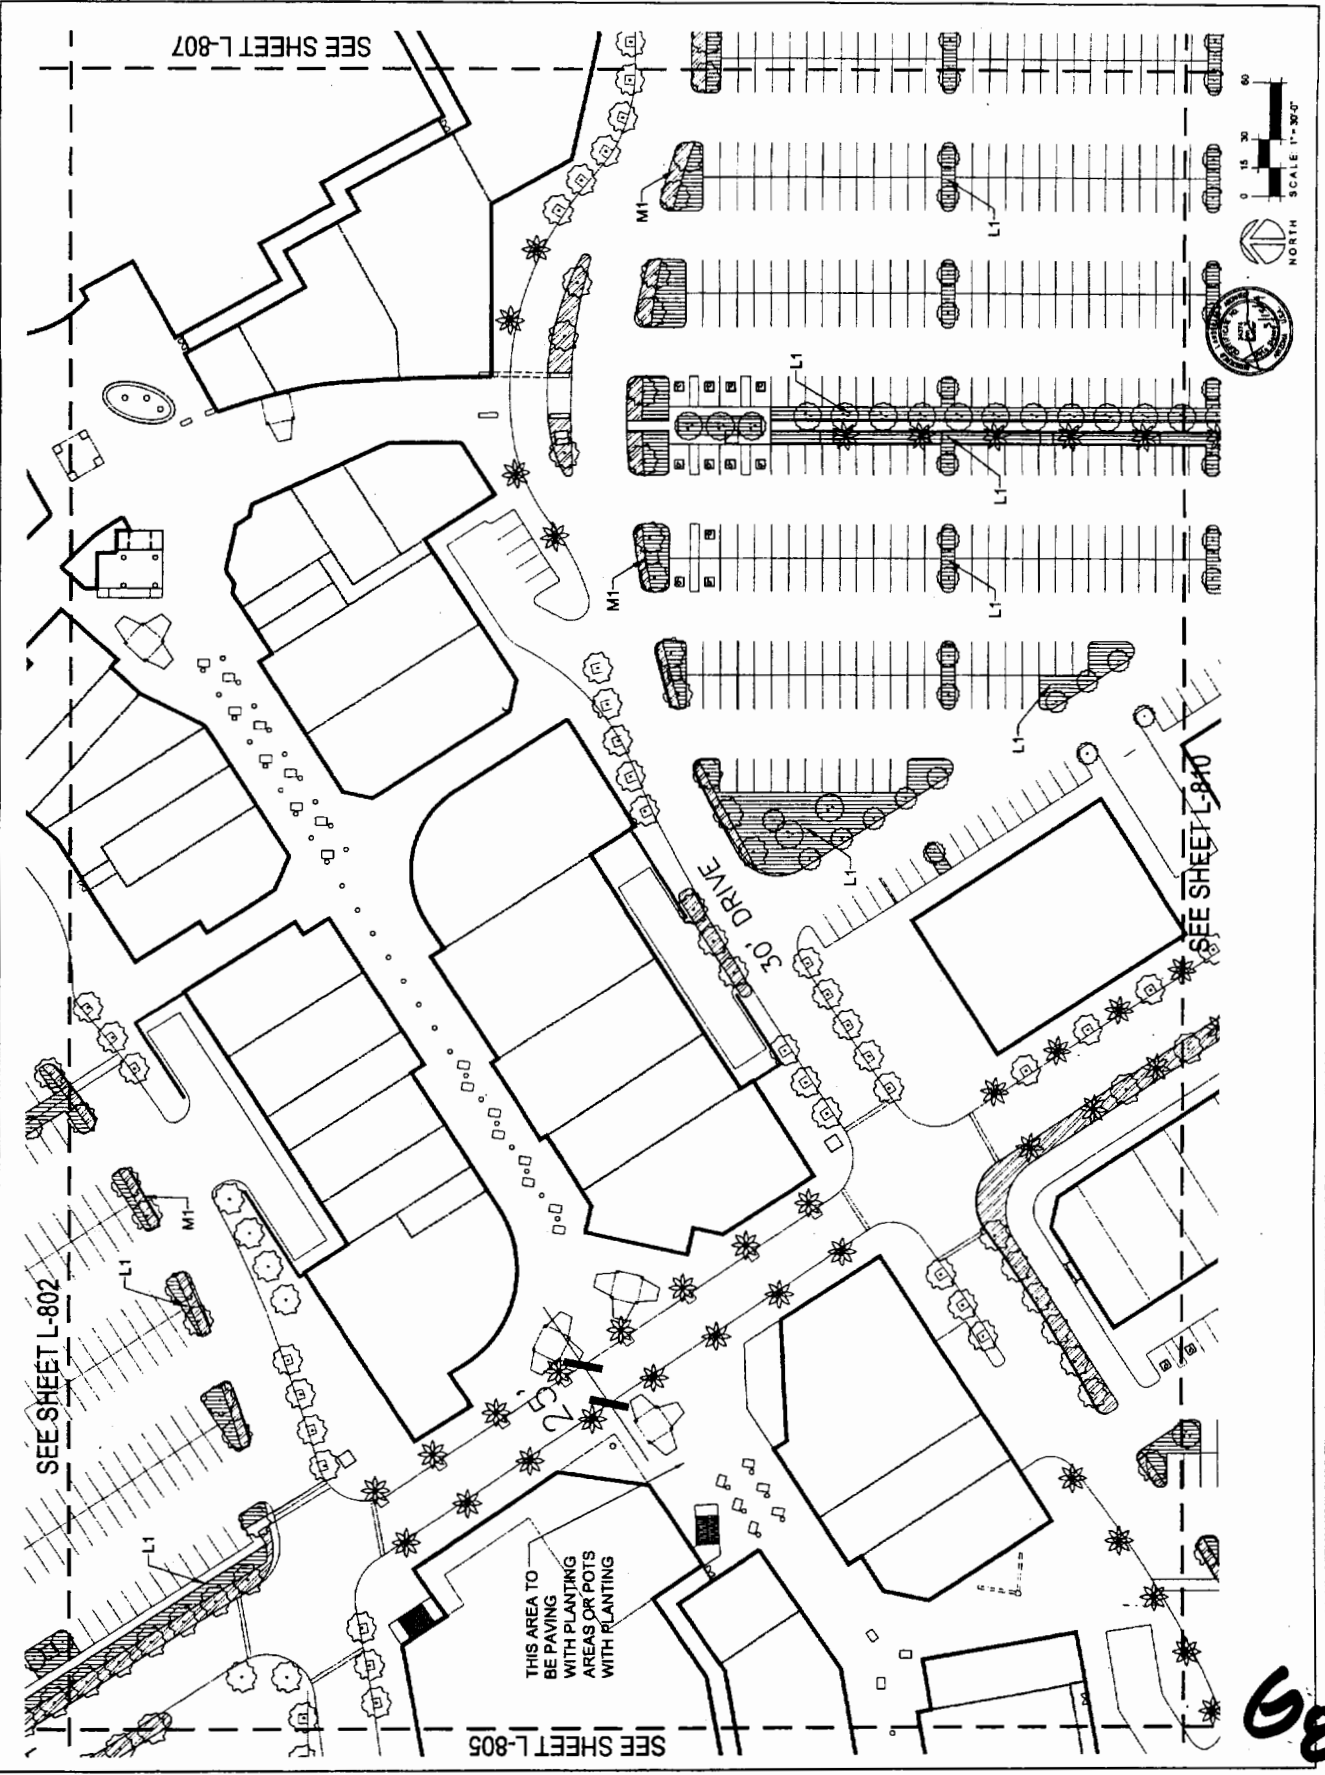 SEE SHEET L-807
M1
L1
60
30
15
0
SCALE: 1" = 30'-0"
NORTH
L1
L1
M1
L1
L1
SEE SHEET L-810
L1
30' DRIVE
M1
L1
SEE SHEET L-802
L1
THIS AREA TO
BE PAVING
WITH PLANTING
AREAS OR POTS
WITH PLANTING
SEE SHEET L-805